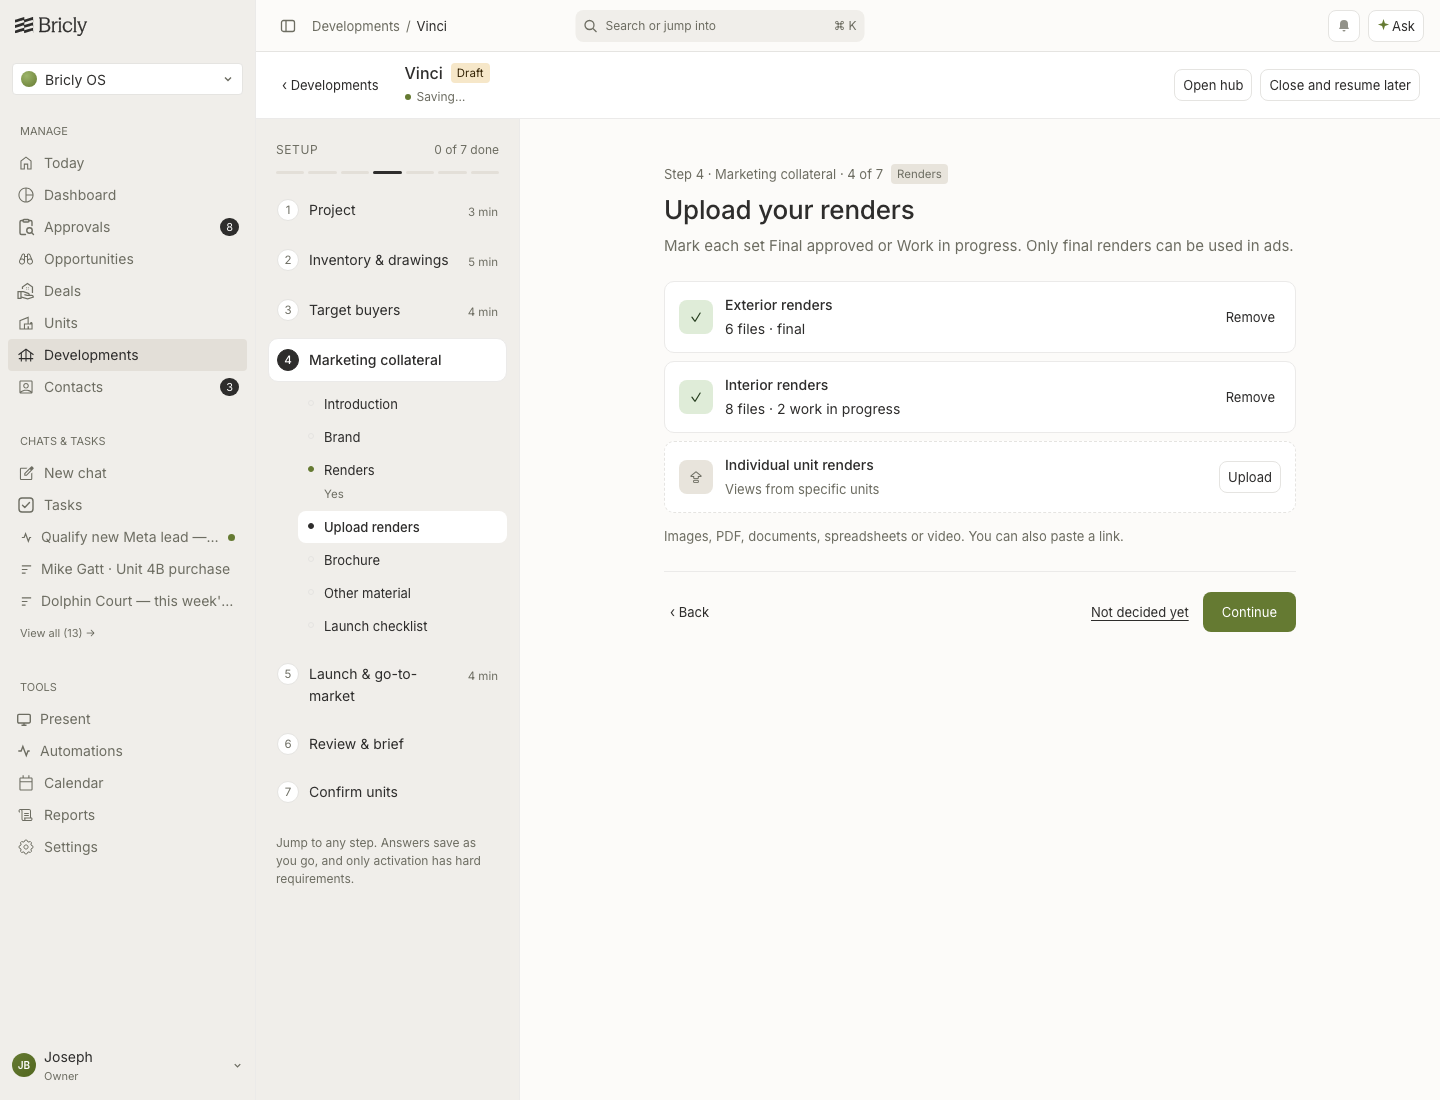 Bricly
Developments / Vinci
Search or jump into
⌘ K
Ask
Bricly OS
‹ Developments
Vinci
Draft
Saving...
Open hub
Close and resume later
MANAGE
Today
Dashboard
Approvals
8
Opportunities
Deals
Units
Developments
Contacts
3
CHATS & TASKS
New chat
Tasks
Qualify new Meta lead —...
Mike Gatt · Unit 4B purchase
Dolphin Court — this week'...
View all (13) →
TOOLS
Present
Automations
Calendar
Reports
Settings
JB
Joseph
Owner
SETUP
0 of 7 done
1
Project
3 min
2
Inventory & drawings
5 min
3
Target buyers
4 min
4
Marketing collateral
Introduction
Brand
Renders
Yes
Upload renders
Brochure
Other material
Launch checklist
5
Launch & go-to-
market
4 min
6
Review & brief
7
Confirm units
Jump to any step. Answers save as
you go, and only activation has hard
requirements.
Step 4 · Marketing collateral · 4 of 7
Renders
Upload your renders
Mark each set Final approved or Work in progress. Only final renders can be used in ads.
Exterior renders
6 files · final
Remove
Interior renders
8 files · 2 work in progress
Remove
Individual unit renders
Views from specific units
Upload
Images, PDF, documents, spreadsheets or video. You can also paste a link.
‹ Back
Not decided yet
Continue